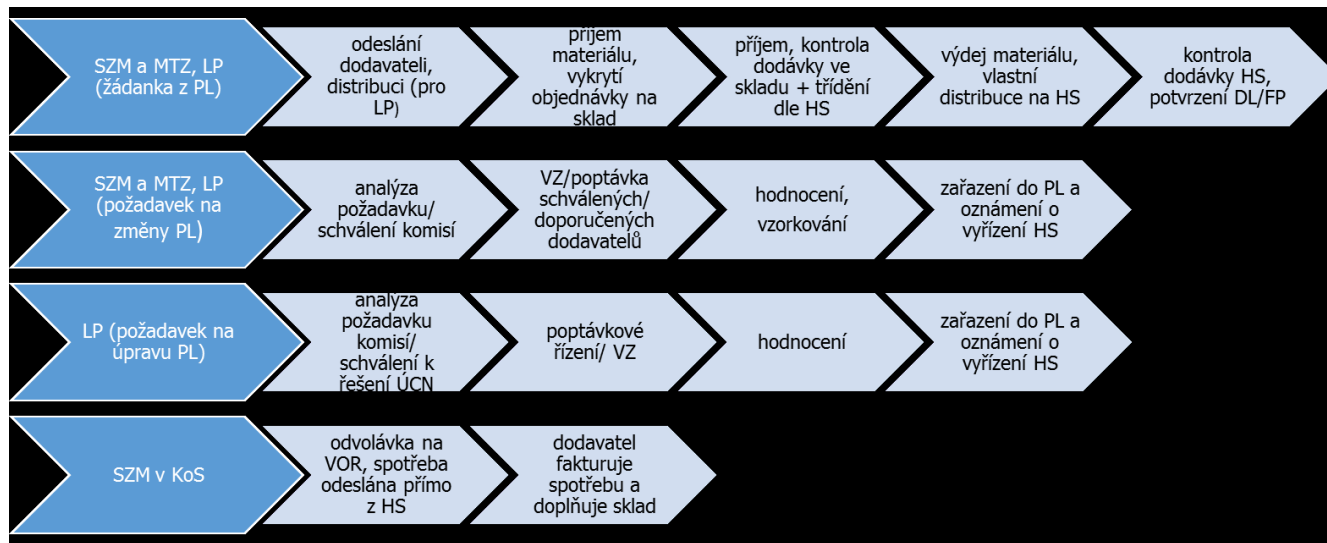 SZM a MTZ, LP
(žádanka z PL)
odeslání
dodavateli,
distribuci (pro
LP)
příjem
materiálu,
vykrytí
objednávky na
sklad
příjem, kontrola
dodávky ve
skladu + třídění
dle HS
výdej materiálu,
vlastní
distribuce na HS
kontrola
dodávky HS,
potvrzení DL/FP
SZM a MTZ, LP
(požadavek na
změny PL)
analýza
požadavku/
schválení komisí
VZ/poptávka
schválených/
doporučených
dodavatelů
hodnocení,
vzorkování
zařazení do PL a
oznámení o
vyřízení HS
LP (požadavek na
úpravu PL)
analýza
požadavku
komisí/
schválení k
řešení ÚCN
poptávkové
řízení/ VZ
hodnocení
zařazení do PL a
oznámení o
vyřízení HS
SZM v KoS
odvolávka na
VOR, spotřeba
odeslána přímo
z HS
dodavatel
fakturuje
spotřebu a
doplňuje sklad